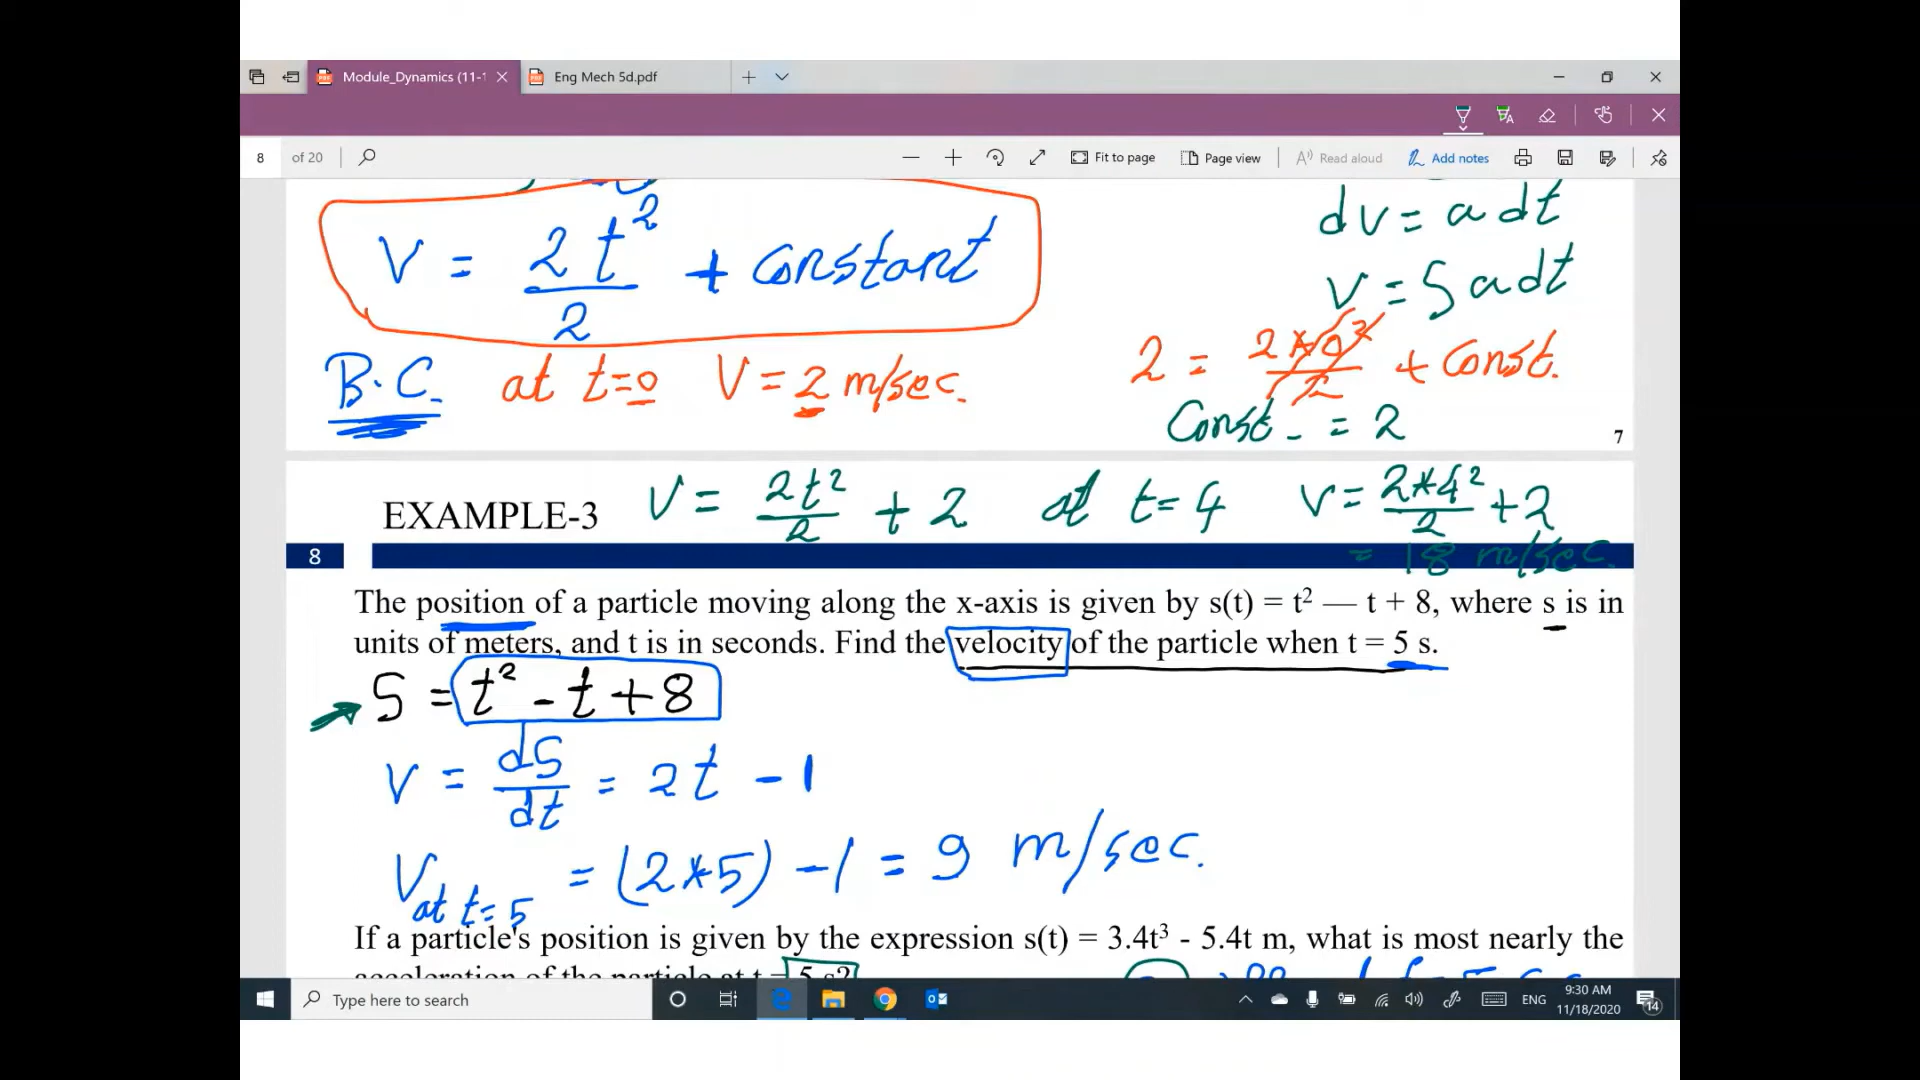 Module_Dynamics (11-1
Eng Mech 5d.pdf
8 of 20
Fit to page
Page view
Read aloud
Add notes
dv = a dt
V = 2t²/2 + constant
V = ∫ a dt
B.C. at t=0 V = 2 m/sec.
2 = 2*0²/2 + Const.
Const. = 2
7
EXAMPLE-3
V = 2t²/2 + 2 at t=4 V = 2*4²/2 + 2
= 18 m/sec.
8
The position of a particle moving along the x-axis is given by s(t) = t² — t + 8, where s is in
units of meters, and t is in seconds. Find the velocity of the particle when t = 5 s.
S = t² - t + 8
V = dS/dt = 2t - 1
V at t=5 = (2*5) - 1 = 9 m/sec.
If a particle's position is given by the expression s(t) = 3.4t³ - 5.4t m, what is most nearly the
acceleration of the particle at t = 5 s?
Type here to search
ENG
9:30 AM
11/18/2020
14